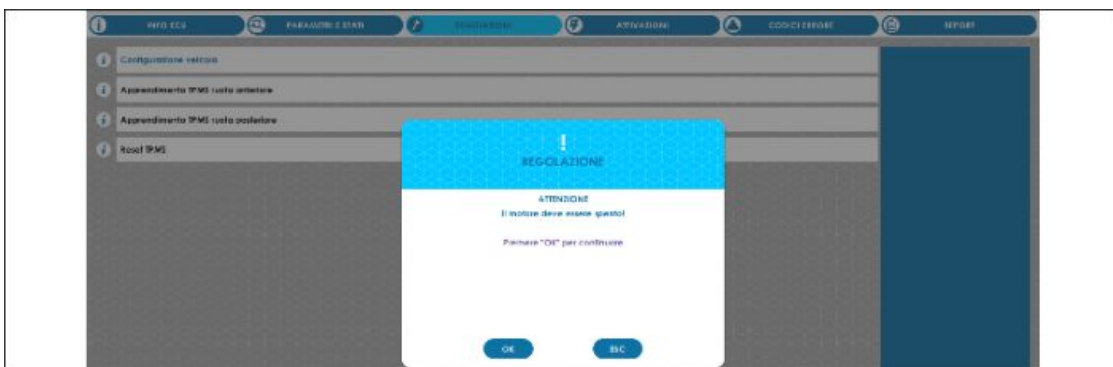 INFO ECU
PARAMETRI E STATI
REGOLAZIONI
ATTIVAZIONI
CODICI ERRORE
REPORT
Configurazione veicolo
Apprendimento TPMS ruota anteriore
Apprendimento TPMS ruota posteriore
Reset TPMS
!
REGOLAZIONE
ATTENZIONE
Il motore deve essere spento!
Premere "OK" per continuare
OK
ESC